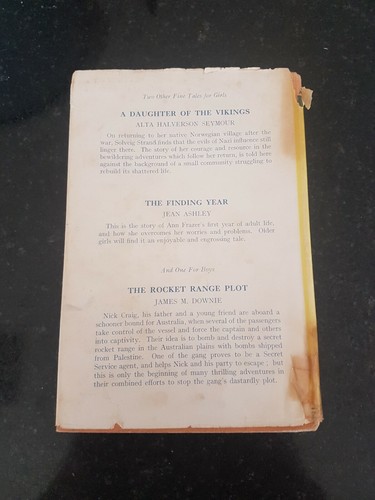 Two Other Fine Tales for Girls
A DAUGHTER OF THE VIKINGS
ALTA HALVERSON SEYMOUR
On returning to her native Norwegian village after the
war, Solveig Strand finds that the evils of Nazi influence still
linger there. The story of her courage and resource in the
bewildering adventures which follow her return, is told here
against the background of a small community struggling to
rebuild its shattered life.
THE FINDING YEAR
JEAN ASHLEY
This is the story of Ann Fraser's first year of adult life,
and how she overcomes her worries and problems. Older
girls will find it an enjoyable and engrossing tale.
And One For Boys
THE ROCKET RANGE PLOT
JAMES M. DOWNIE
Nick Craig, his father and a young friend are aboard a
schooner bound for Australia, when several of the passengers
take control of the vessel and force the captain and others
into captivity. Their idea is to bomb and destroy a secret
rocket range in the Australian plains with bombs shipped
from Palestine. One of the gang proves to be a Secret
Service agent, and helps Nick and his party to escape; but
this is only the beginning of many thrilling adventures in
their combined efforts to stop the gang's dastardly plot.